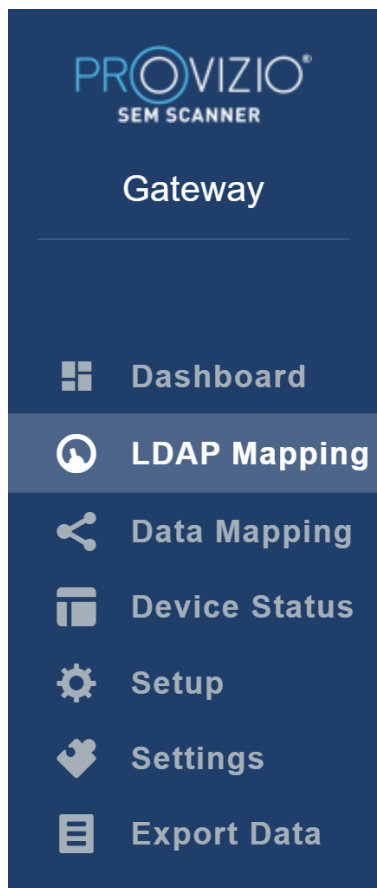 PROVIZIO®
SEM SCANNER
Gateway
Dashboard
LDAP Mapping
Data Mapping
Device Status
Setup
Settings
Export Data